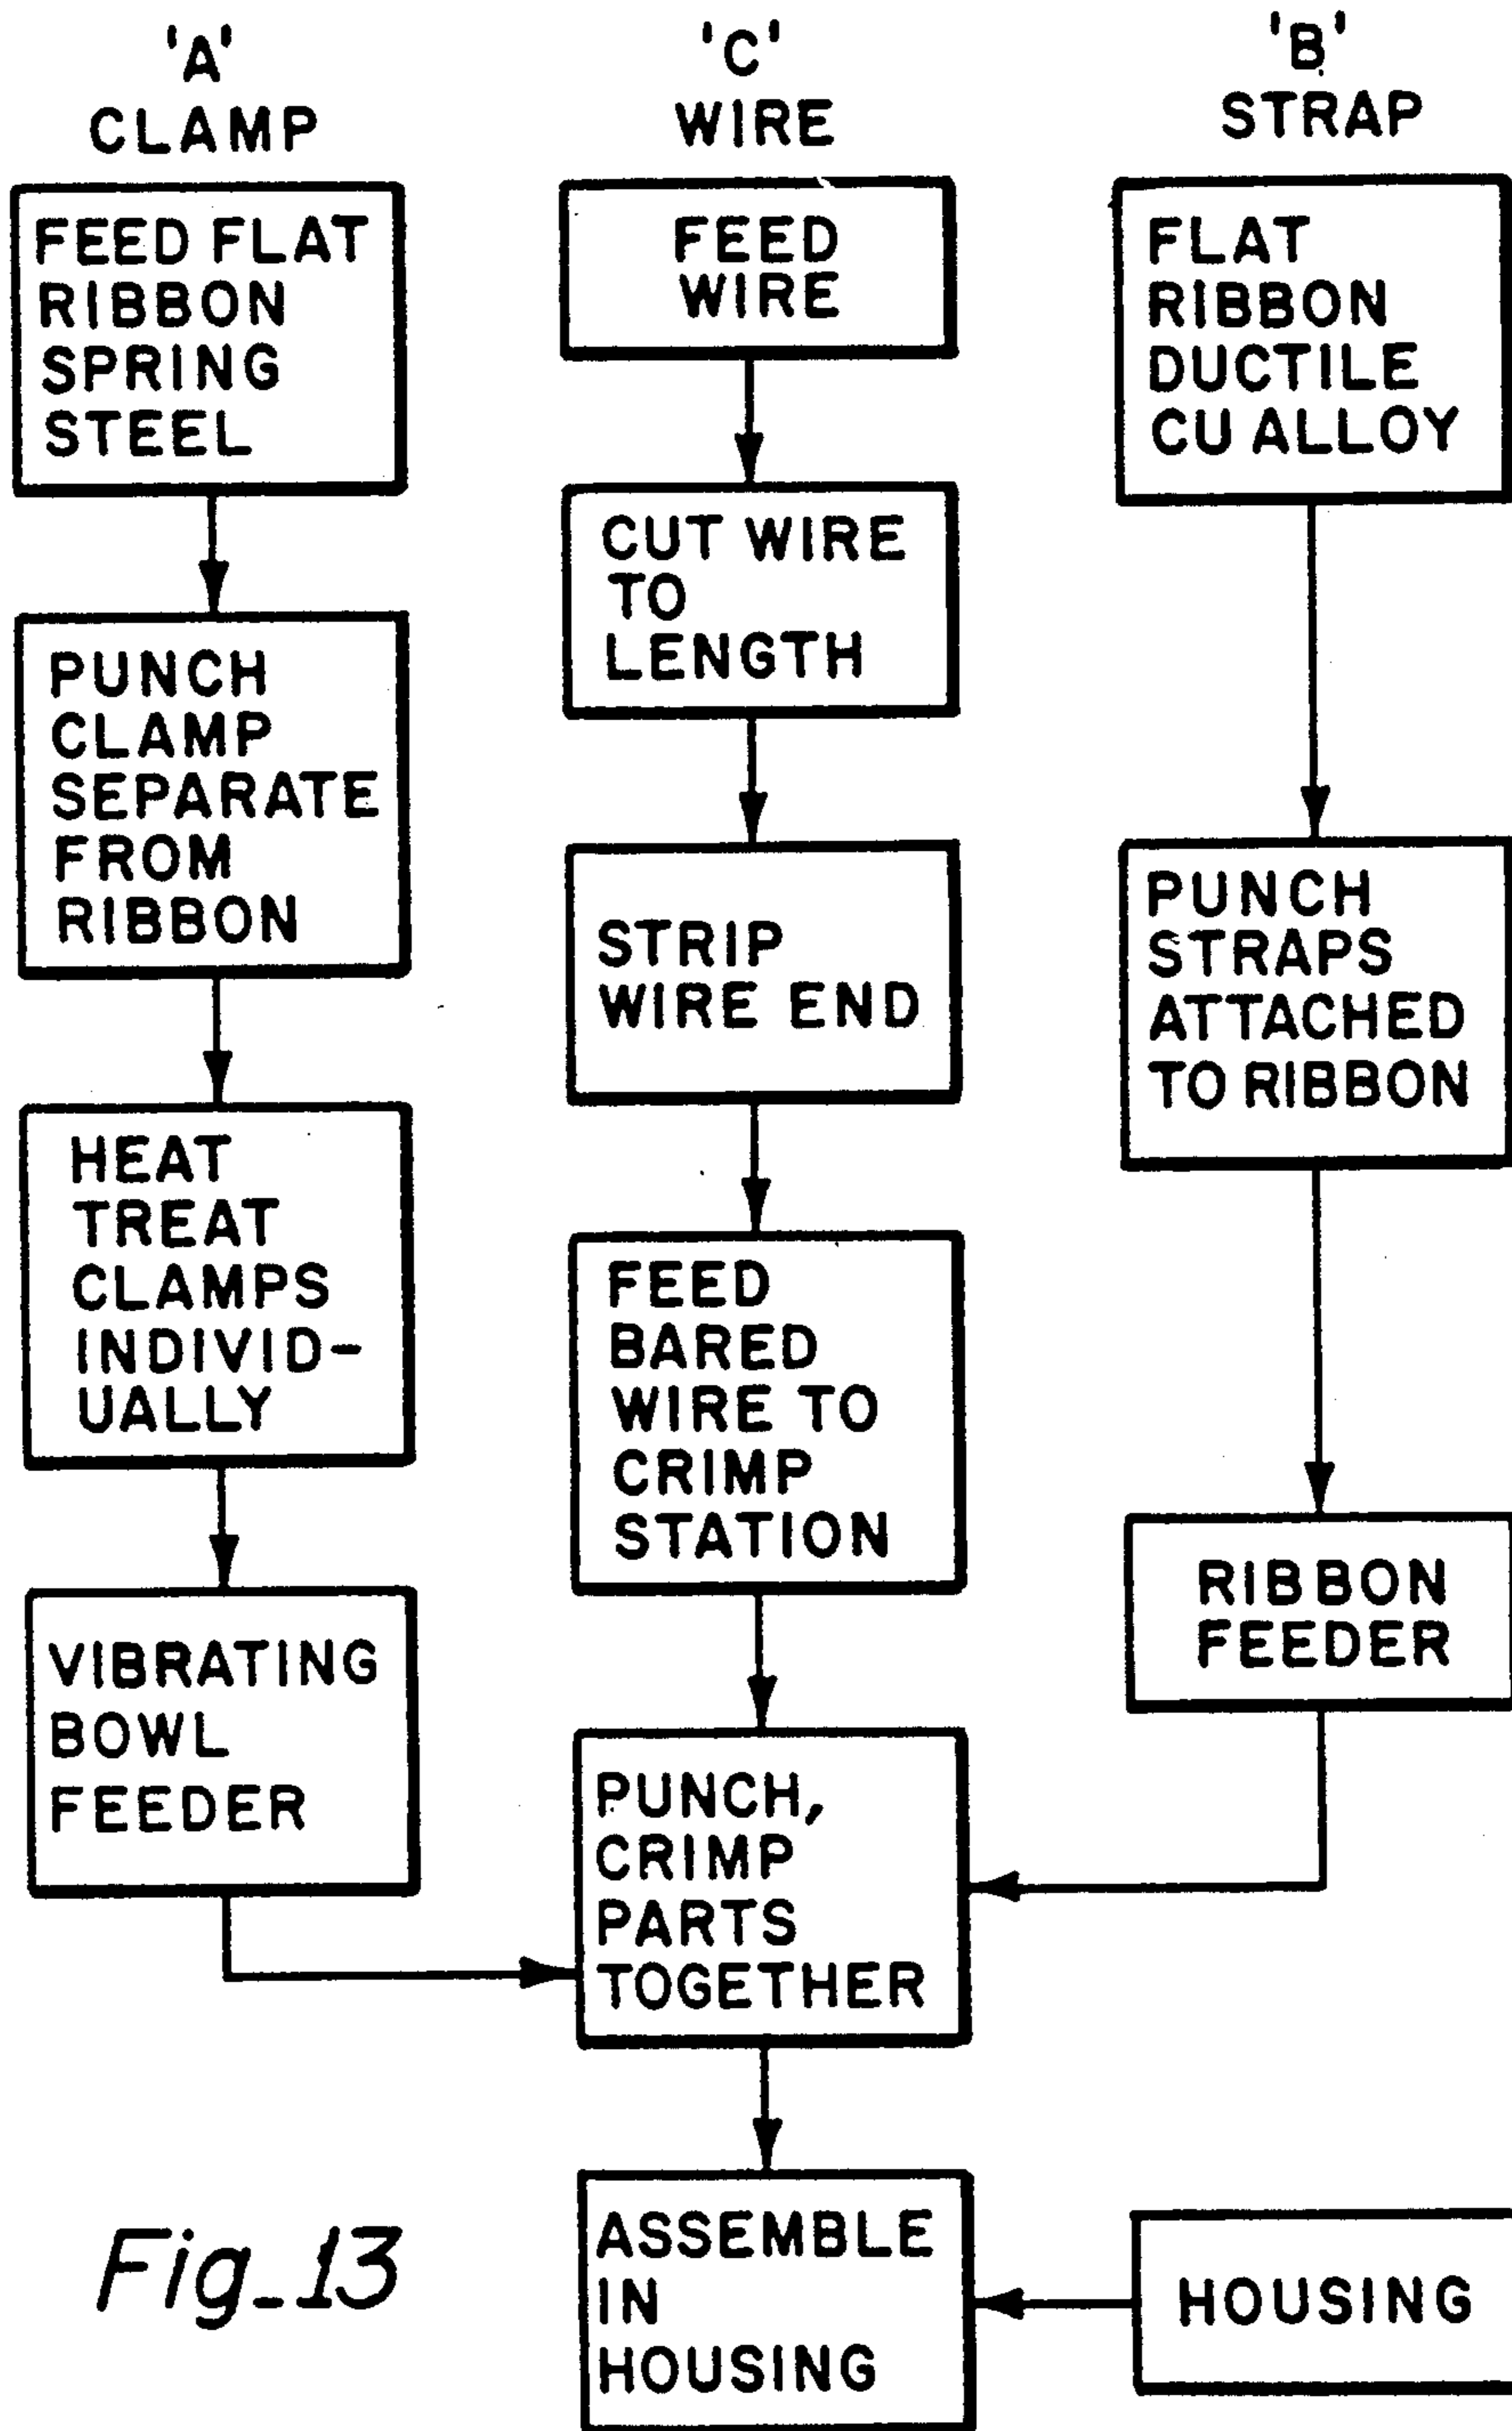 'A'
CLAMP
FEED FLAT
RIBBON
SPRING
STEEL
PUNCH
CLAMP
SEPARATE
FROM
RIBBON
HEAT
TREAT
CLAMPS
INDIVID-
UALLY
VIBRATING
BOWL
FEEDER
'C'
WIRE
FEED
WIRE
CUT WIRE
TO
LENGTH
STRIP
WIRE END
FEED
BARED
WIRE TO
CRIMP
STATION
PUNCH,
CRIMP
PARTS
TOGETHER
ASSEMBLE
IN
HOUSING
'B'
STRAP
FLAT
RIBBON
DUCTILE
CU ALLOY
PUNCH
STRAPS
ATTACHED
TO RIBBON
RIBBON
FEEDER
HOUSING
Fig_13